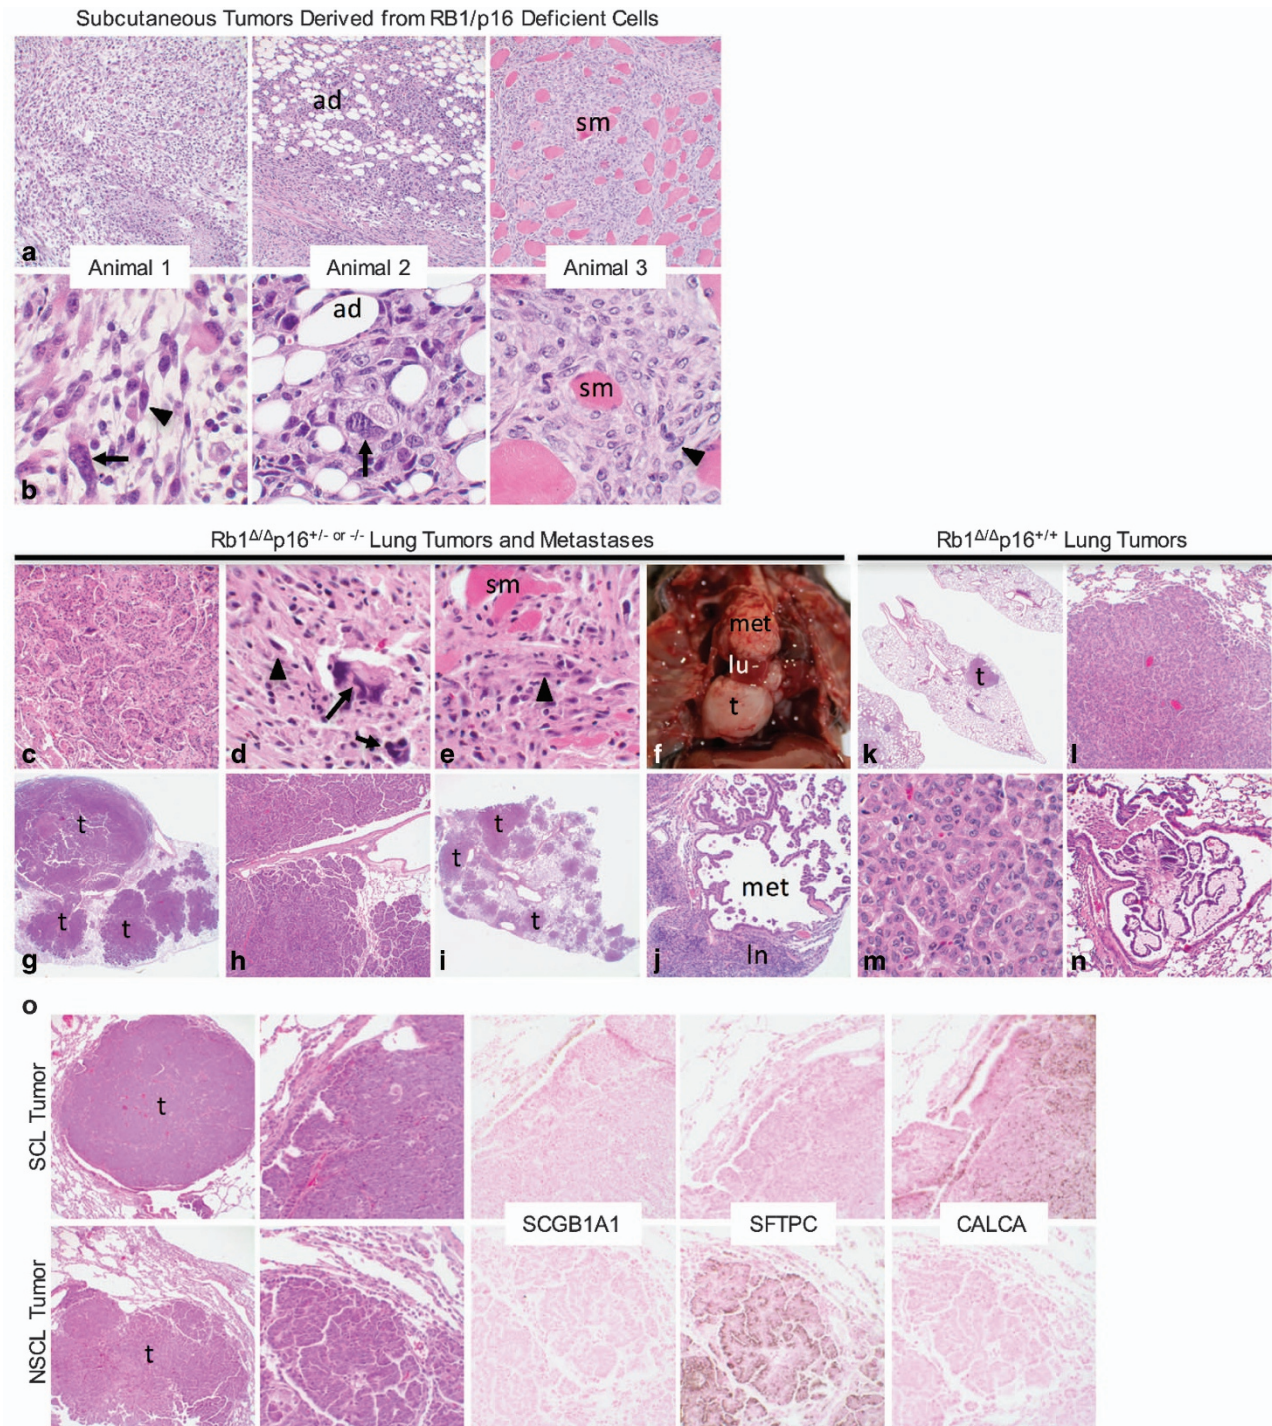 Subcutaneous Tumors Derived from RB1/p16 Deficient Cells
ad
sm
a
Animal 1
Animal 2
Animal 3
ad
sm
b
Rb1Δ/Δp16+/- or -/- Lung Tumors and Metastases
Rb1Δ/Δp16+/+ Lung Tumors
sm
met
lu
t
t
c
d
e
f
k
l
t
t
t
t
t
t
met
ln
g
h
i
j
m
n
o
SCL Tumor
t
SCGB1A1
SFTPC
CALCA
NSCL Tumor
t